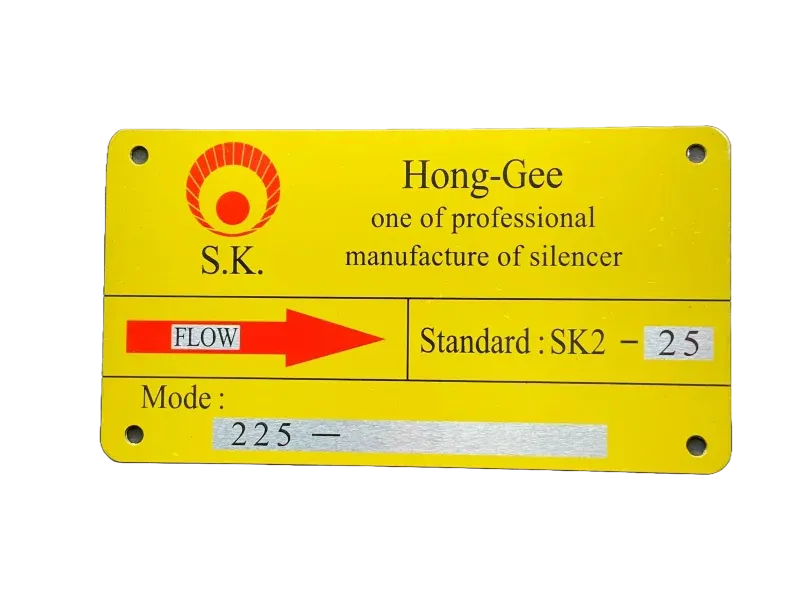 Hong-Gee
one of professional
manufacture of silencer
S.K.
FLOW
Standard : SK2 - 25
Mode :
225 -